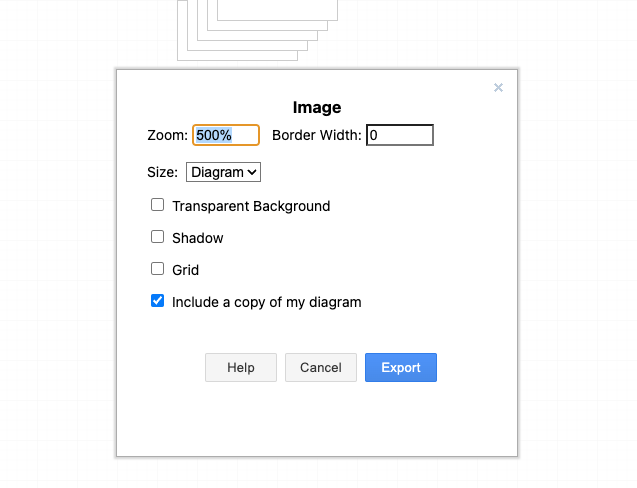 Image
Zoom: 500% Border Width: 0
Size: Diagram
Transparent Background
Shadow
Grid
Include a copy of my diagram
Help Cancel Export